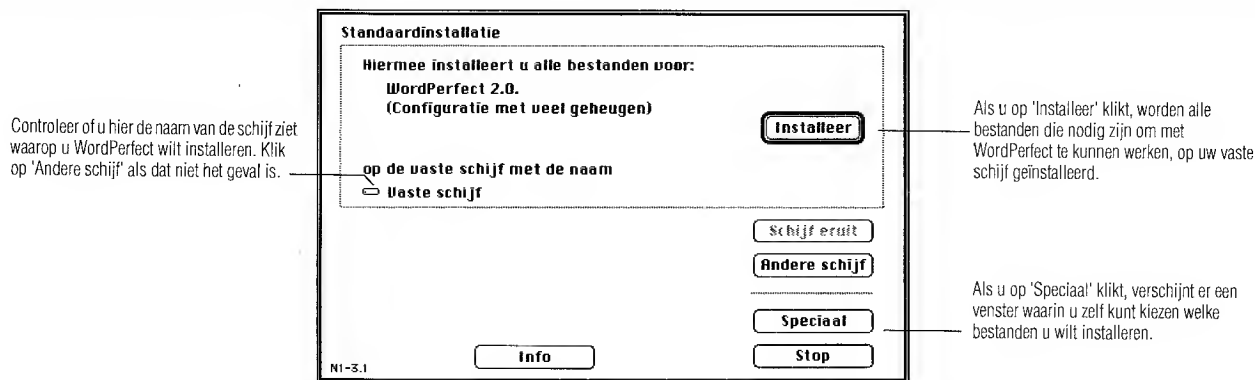 Standaardinstallatie
Hiermee installeert u alle bestanden voor:
WordPerfect 2.0.
(Configuratie met veel geheugen)
Installeer
op de vaste schijf met de naam
Vaste schijf
Schijf eruit
Andere schijf
Speciaal
Info
Stop
N1-3.1
Controleer of u hier de naam van de schijf ziet
waarop u WordPerfect wilt installeren. Klik
op 'Andere schijf' als dat niet het geval is.
Als u op 'Installeer' klikt, worden alle
bestanden die nodig zijn om met
WordPerfect te kunnen werken, op uw vaste
schijf geïnstalleerd.
Als u op 'Speciaal' klikt, verschijnt er een
venster waarin u zelf kunt kiezen welke
bestanden u wilt installeren.